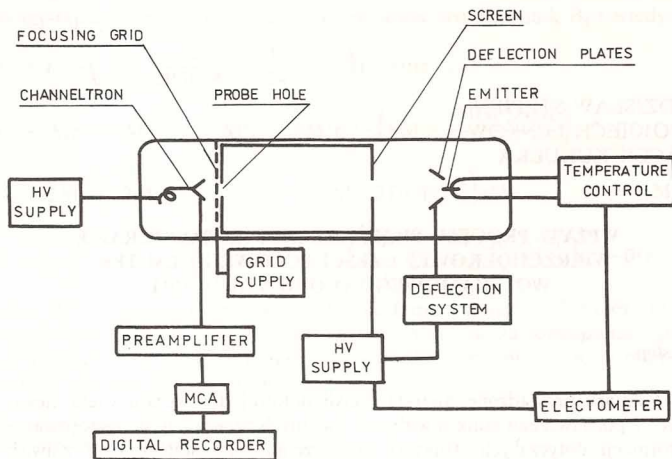 SCREEN
FOCUSING GRID
DEFLECTION PLATES
CHANNELTRON
PROBE HOLE
EMITTER
HV
SUPPLY
TEMPERATURE
CONTROL
GRID
SUPPLY
DEFLECTION
SYSTEM
PREAMPLIFIER
HV
SUPPLY
MCA
ELECTOMETER
DIGITAL RECORDER